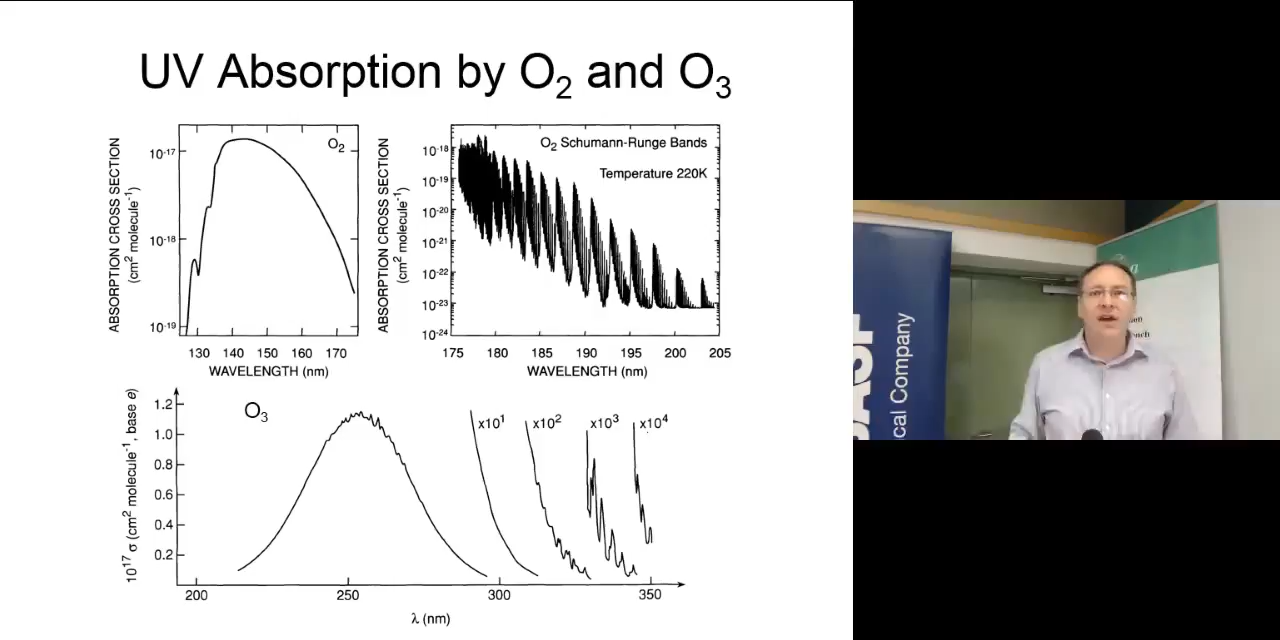 UV Absorption by O₂ and O₃
ABSORPTION CROSS SECTION
(cm² molecule⁻¹)
10⁻¹⁷
10⁻¹⁸
10⁻¹⁹
O₂
130 140 150 160 170
WAVELENGTH (nm)
ABSORPTION CROSS SECTION
(cm² molecule⁻¹)
10⁻¹⁸
10⁻¹⁹
10⁻²⁰
10⁻²¹
10⁻²²
10⁻²³
10⁻²⁴
O₂ Schumann-Runge Bands
Temperature 220K
175 180 185 190 195 200 205
WAVELENGTH (nm)
10¹⁷ σ (cm² molecule⁻¹, base e)
1.2
1.0
0.8
0.6
0.4
0.2
O₃
x10¹ x10² x10³ x10⁴
200 250 300 350
λ (nm)
cal Company